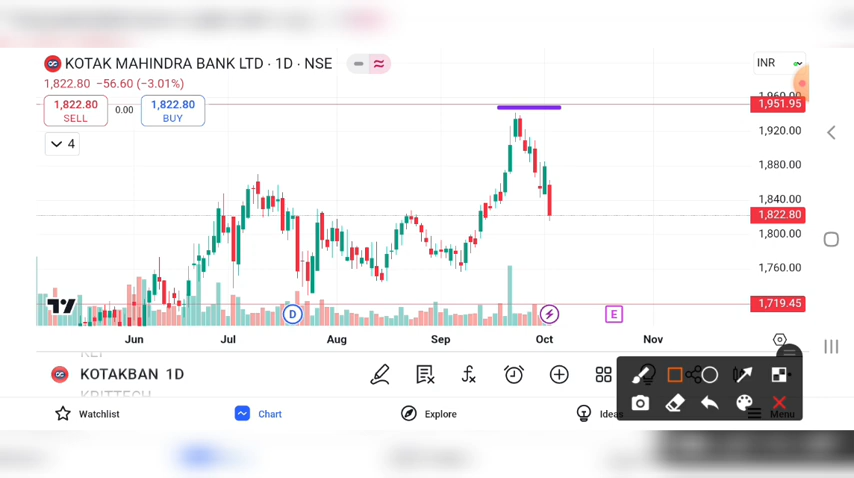 KOTAK MAHINDRA BANK LTD · 1D · NSE
INR
1,822.80 −56.60 (−3.01%)
1,822.80
SELL
0.00
1,822.80
BUY
4
1,960.00
1,951.95
1,920.00
1,880.00
1,840.00
1,822.80
1,800.00
1,760.00
1,719.45
D
E
Jun
Jul
Aug
Sep
Oct
Nov
KOTAKBAN 1D
Watchlist
Chart
Explore
Ideas
Menu